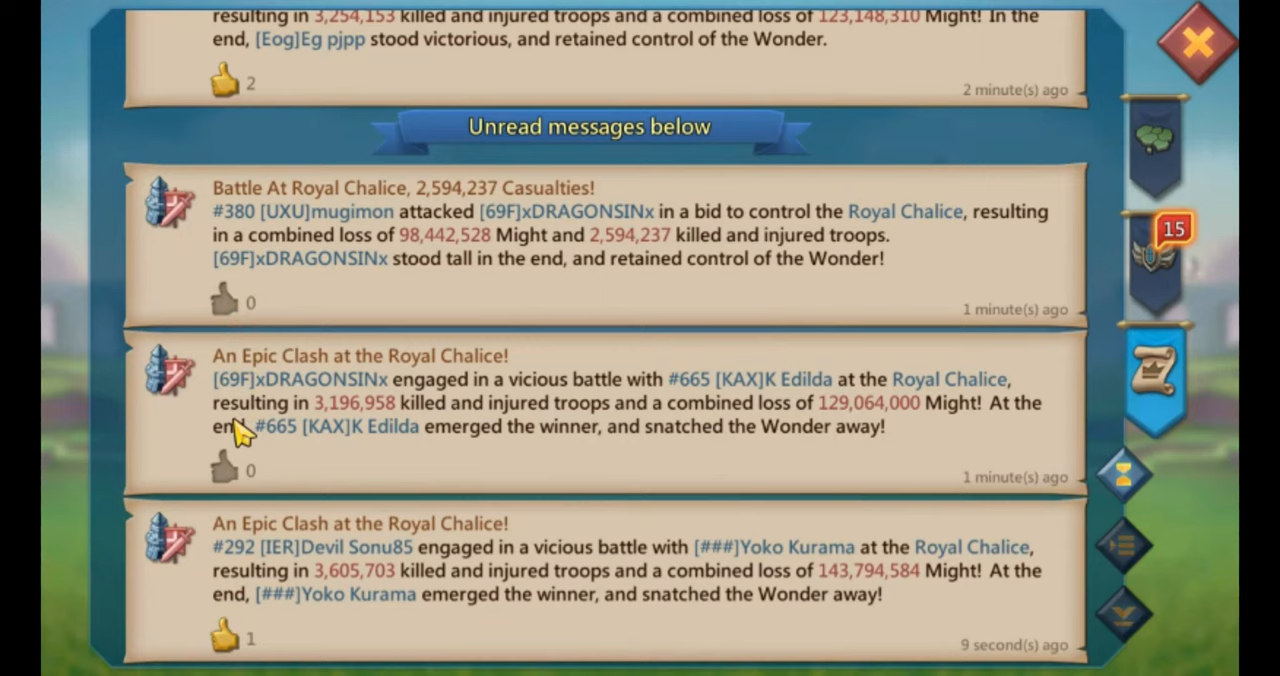 resulting in 3,254,153 killed and injured troops and a combined loss of 123,148,310 Might! In the
end, [Eog]Eg pjpp stood victorious, and retained control of the Wonder.
2
2 minute(s) ago
Unread messages below
Battle At Royal Chalice, 2,594,237 Casualties!
#380 [UXU]mugimon attacked [69F]xDRAGONSINx in a bid to control the Royal Chalice, resulting
in a combined loss of 98,442,528 Might and 2,594,237 killed and injured troops.
[69F]xDRAGONSINx stood tall in the end, and retained control of the Wonder!
0
1 minute(s) ago
15
An Epic Clash at the Royal Chalice!
[69F]xDRAGONSINx engaged in a vicious battle with #665 [KAX]K Edilda at the Royal Chalice,
resulting in 3,196,958 killed and injured troops and a combined loss of 129,064,000 Might! At the
end, #665 [KAX]K Edilda emerged the winner, and snatched the Wonder away!
0
1 minute(s) ago
An Epic Clash at the Royal Chalice!
#292 [IER]Devil Sonu85 engaged in a vicious battle with [###]Yoko Kurama at the Royal Chalice,
resulting in 3,605,703 killed and injured troops and a combined loss of 143,794,584 Might! At the
end, [###]Yoko Kurama emerged the winner, and snatched the Wonder away!
1
9 second(s) ago